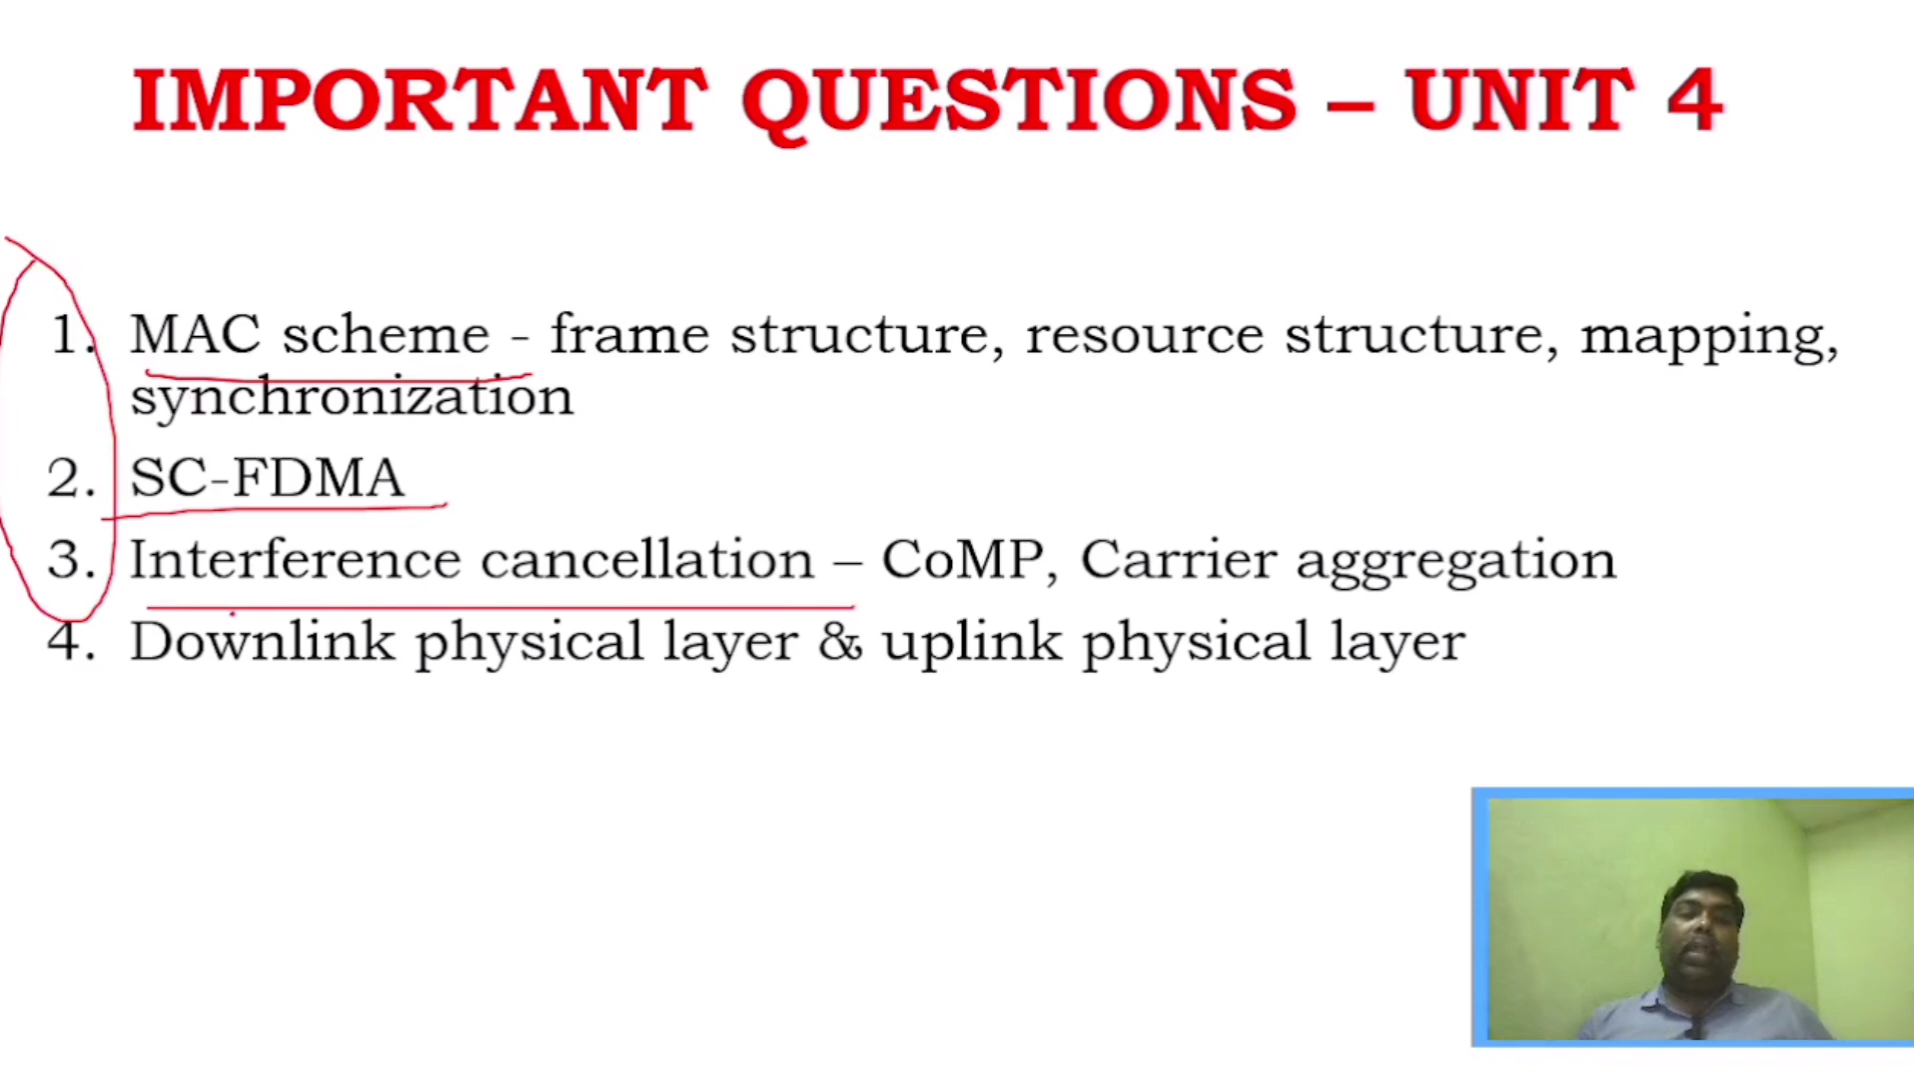 IMPORTANT QUESTIONS – UNIT 4
1. MAC scheme - frame structure, resource structure, mapping,
synchronization
2. SC-FDMA
3. Interference cancellation – CoMP, Carrier aggregation
4. Downlink physical layer & uplink physical layer